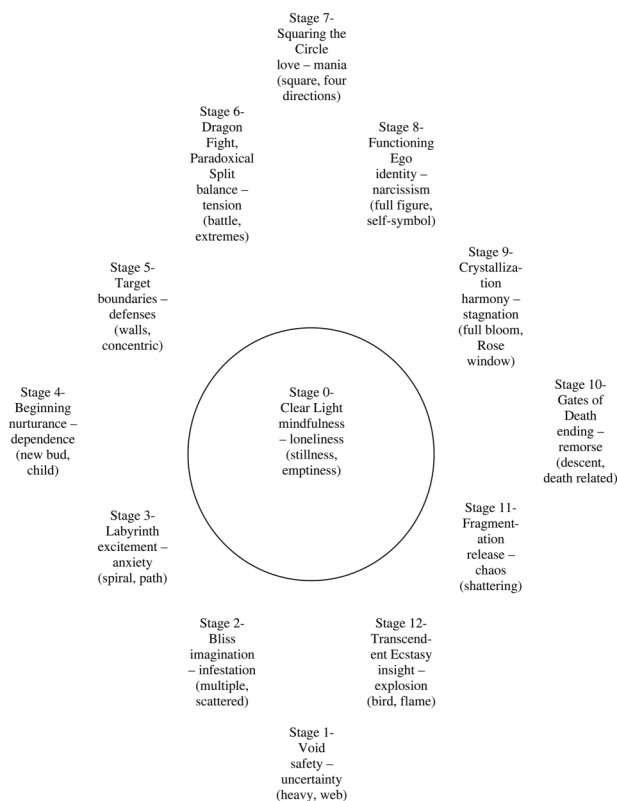 Stage 7-
Squaring the
Circle
love – mania
(square, four
directions)
Stage 6-
Dragon
Fight,
Paradoxical
Split
balance –
tension
(battle,
extremes)
Stage 8-
Functioning
Ego
identity –
narcissism
(full figure,
self-symbol)
Stage 5-
Target
boundaries –
defenses
(walls,
concentric)
Stage 9-
Crystalliza-
tion
harmony –
stagnation
(full bloom,
Rose
window)
Stage 4-
Beginning
nurturance –
dependence
(new bud,
child)
Stage 0-
Clear Light
mindfulness
– loneliness
(stillness,
emptiness)
Stage 10-
Gates of
Death
ending –
remorse
(descent,
death related)
Stage 3-
Labyrinth
excitement –
anxiety
(spiral, path)
Stage 11-
Fragment-
ation
release –
chaos
(shattering)
Stage 2-
Bliss
imagination
– infestation
(multiple,
scattered)
Stage 12-
Transcend-
ent Ecstasy
insight –
explosion
(bird, flame)
Stage 1-
Void
safety –
uncertainty
(heavy, web)